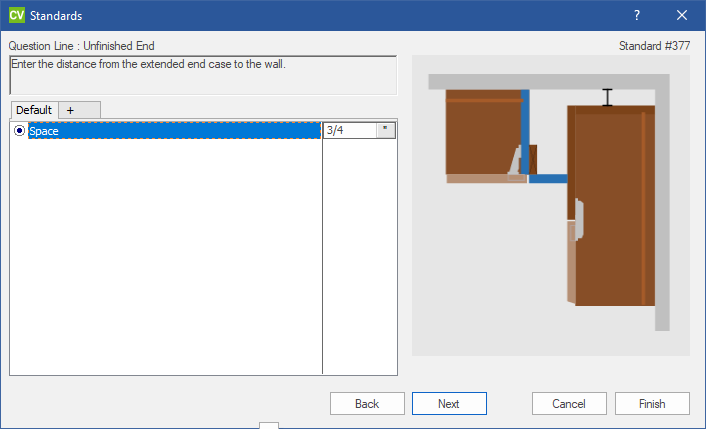 CV Standards ?
Question Line : Unfinished End Standard #377
Enter the distance from the extended end case to the wall.
Default +
Space 3/4 "
Back Next Cancel Finish